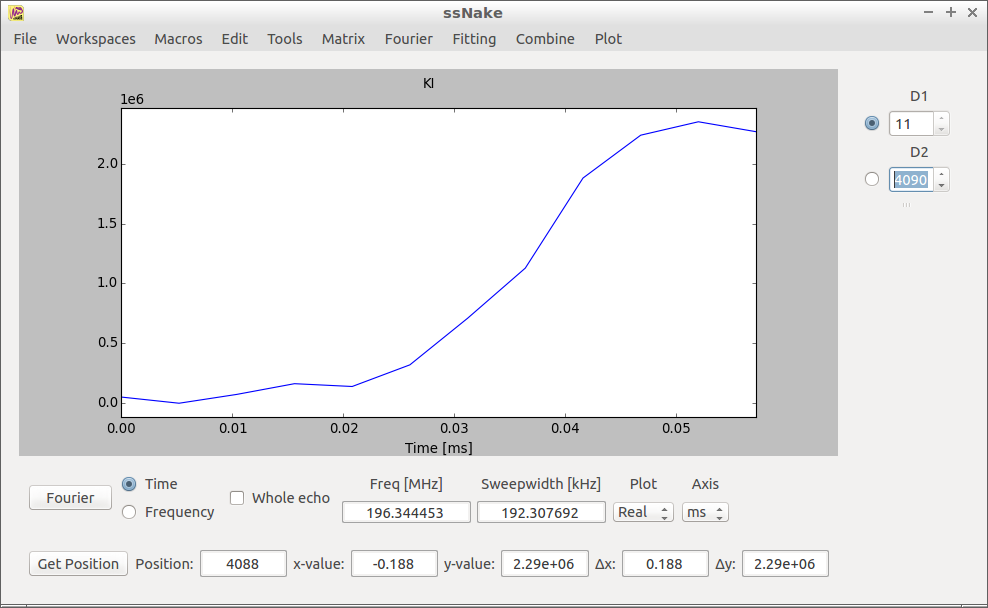 ssNake
File Workspaces Macros Edit Tools Matrix Fourier Fitting Combine Plot
KI
1e6
2.0
1.5
1.0
0.5
0.0
0.00 0.01 0.02 0.03 0.04 0.05
Time [ms]
D1
11
D2
4090
Fourier
Time
Frequency
Whole echo
Freq [MHz] Sweepwidth [kHz] Plot Axis
196.344453 192.307692 Real ms
Get Position Position: 4088 x-value: -0.188 y-value: 2.29e+06 Δx: 0.188 Δy: 2.29e+06